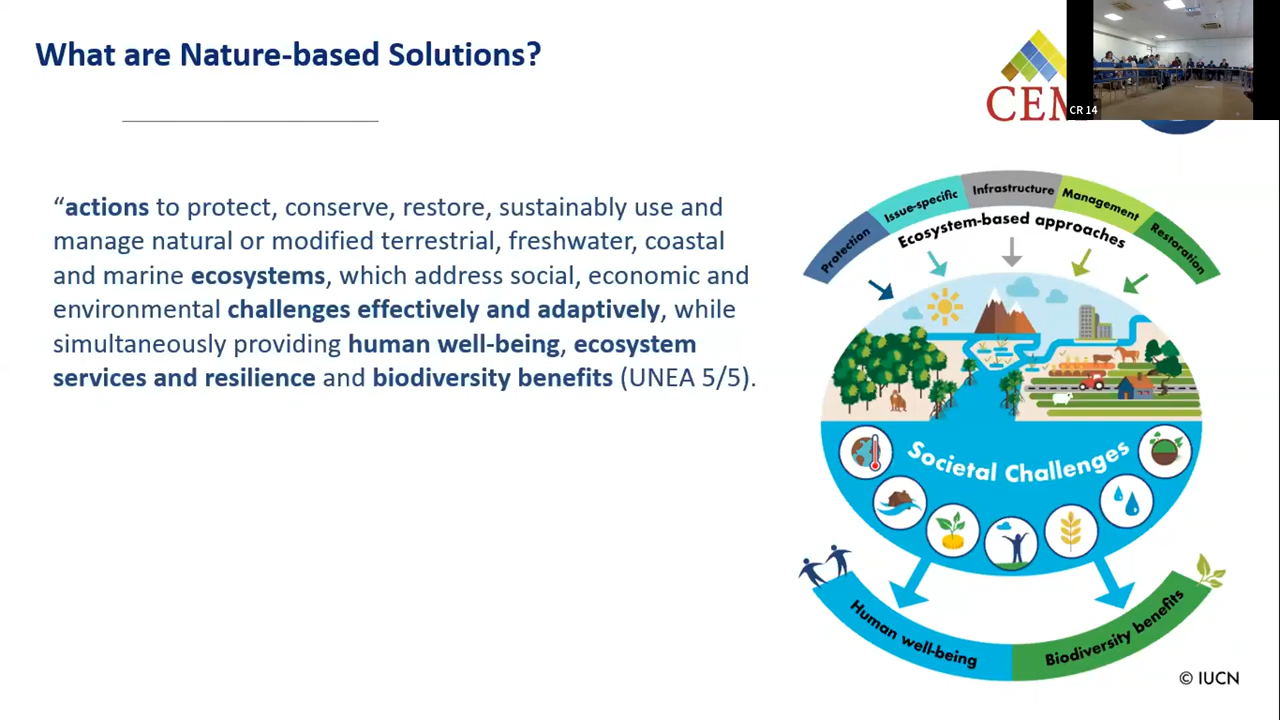 What are Nature-based Solutions?
CEM
CR 14
“actions to protect, conserve, restore, sustainably use and
manage natural or modified terrestrial, freshwater, coastal
and marine ecosystems, which address social, economic and
environmental challenges effectively and adaptively, while
simultaneously providing human well-being, ecosystem
services and resilience and biodiversity benefits (UNEA 5/5).
Protection
Issue-specific
Infrastructure
Management
Restoration
Ecosystem-based approaches
Societal Challenges
Human well-being
Biodiversity benefits
© IUCN